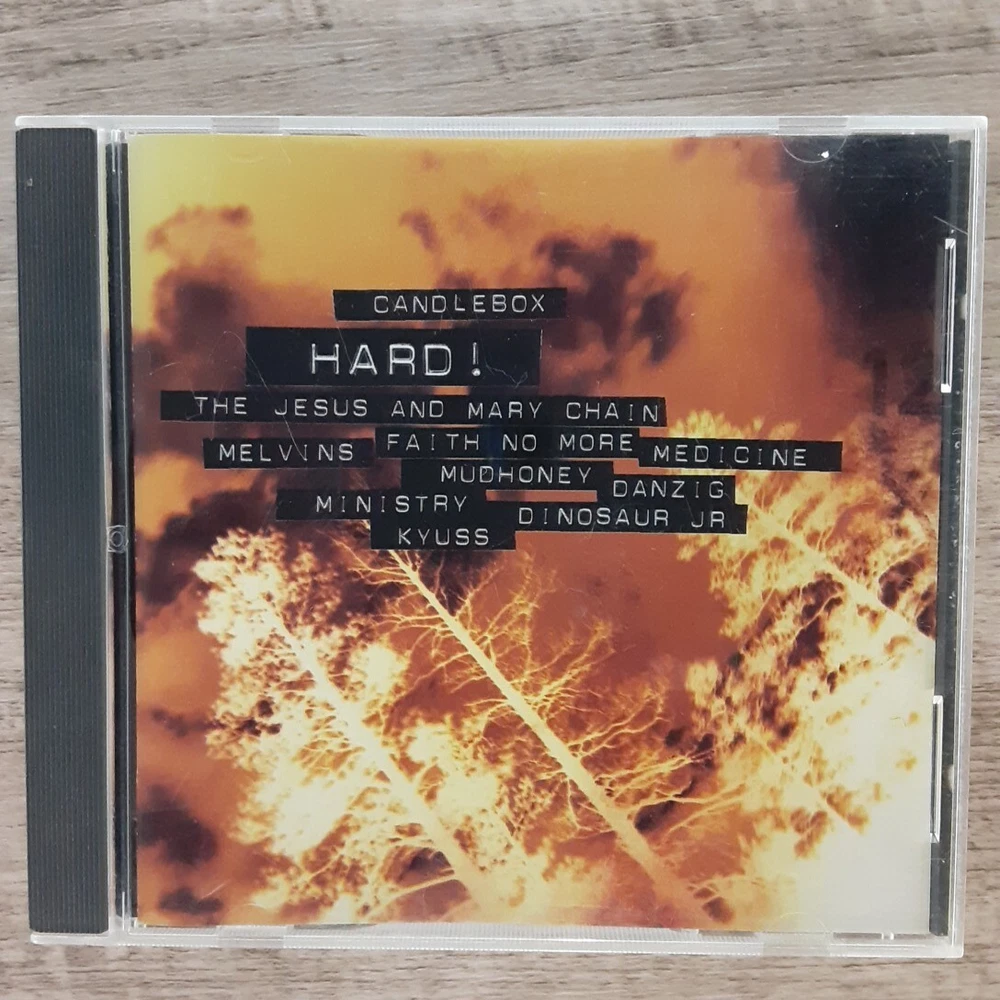 CANDLEBOX
HARD!
THE JESUS AND MARY CHAIN
MELVINS FAITH NO MORE MEDICINE
MUDHONEY DANZIG
MINISTRY DINOSAUR JR
KYUSS